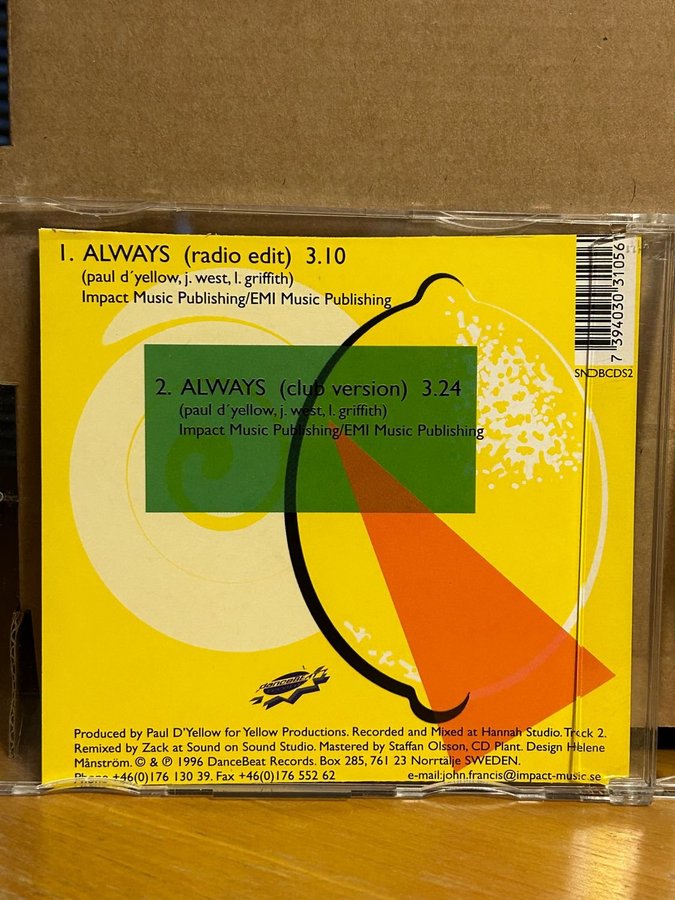 1. ALWAYS (radio edit) 3.10
(paul d´yellow, j. west, l. griffith)
Impact Music Publishing/EMI Music Publishing
2. ALWAYS (club version) 3.24
(paul d´yellow, j. west, l. griffith)
Impact Music Publishing/EMI Music Publishing
7 394030 31056
SNDBCDS2
dancebeat
Produced by Paul D'Yellow for Yellow Productions. Recorded and Mixed at Hannah Studio. Track 2.
Remixed by Zack at Sound on Sound Studio. Mastered by Staffan Olsson, CD Plant. Design Helene
Månström. © & ℗ 1996 DanceBeat Records. Box 285, 761 23 Norrtälje SWEDEN.
Phone +46(0)176 130 39. Fax +46(0)176 552 62 e-mail:john.francis@impact-music.se